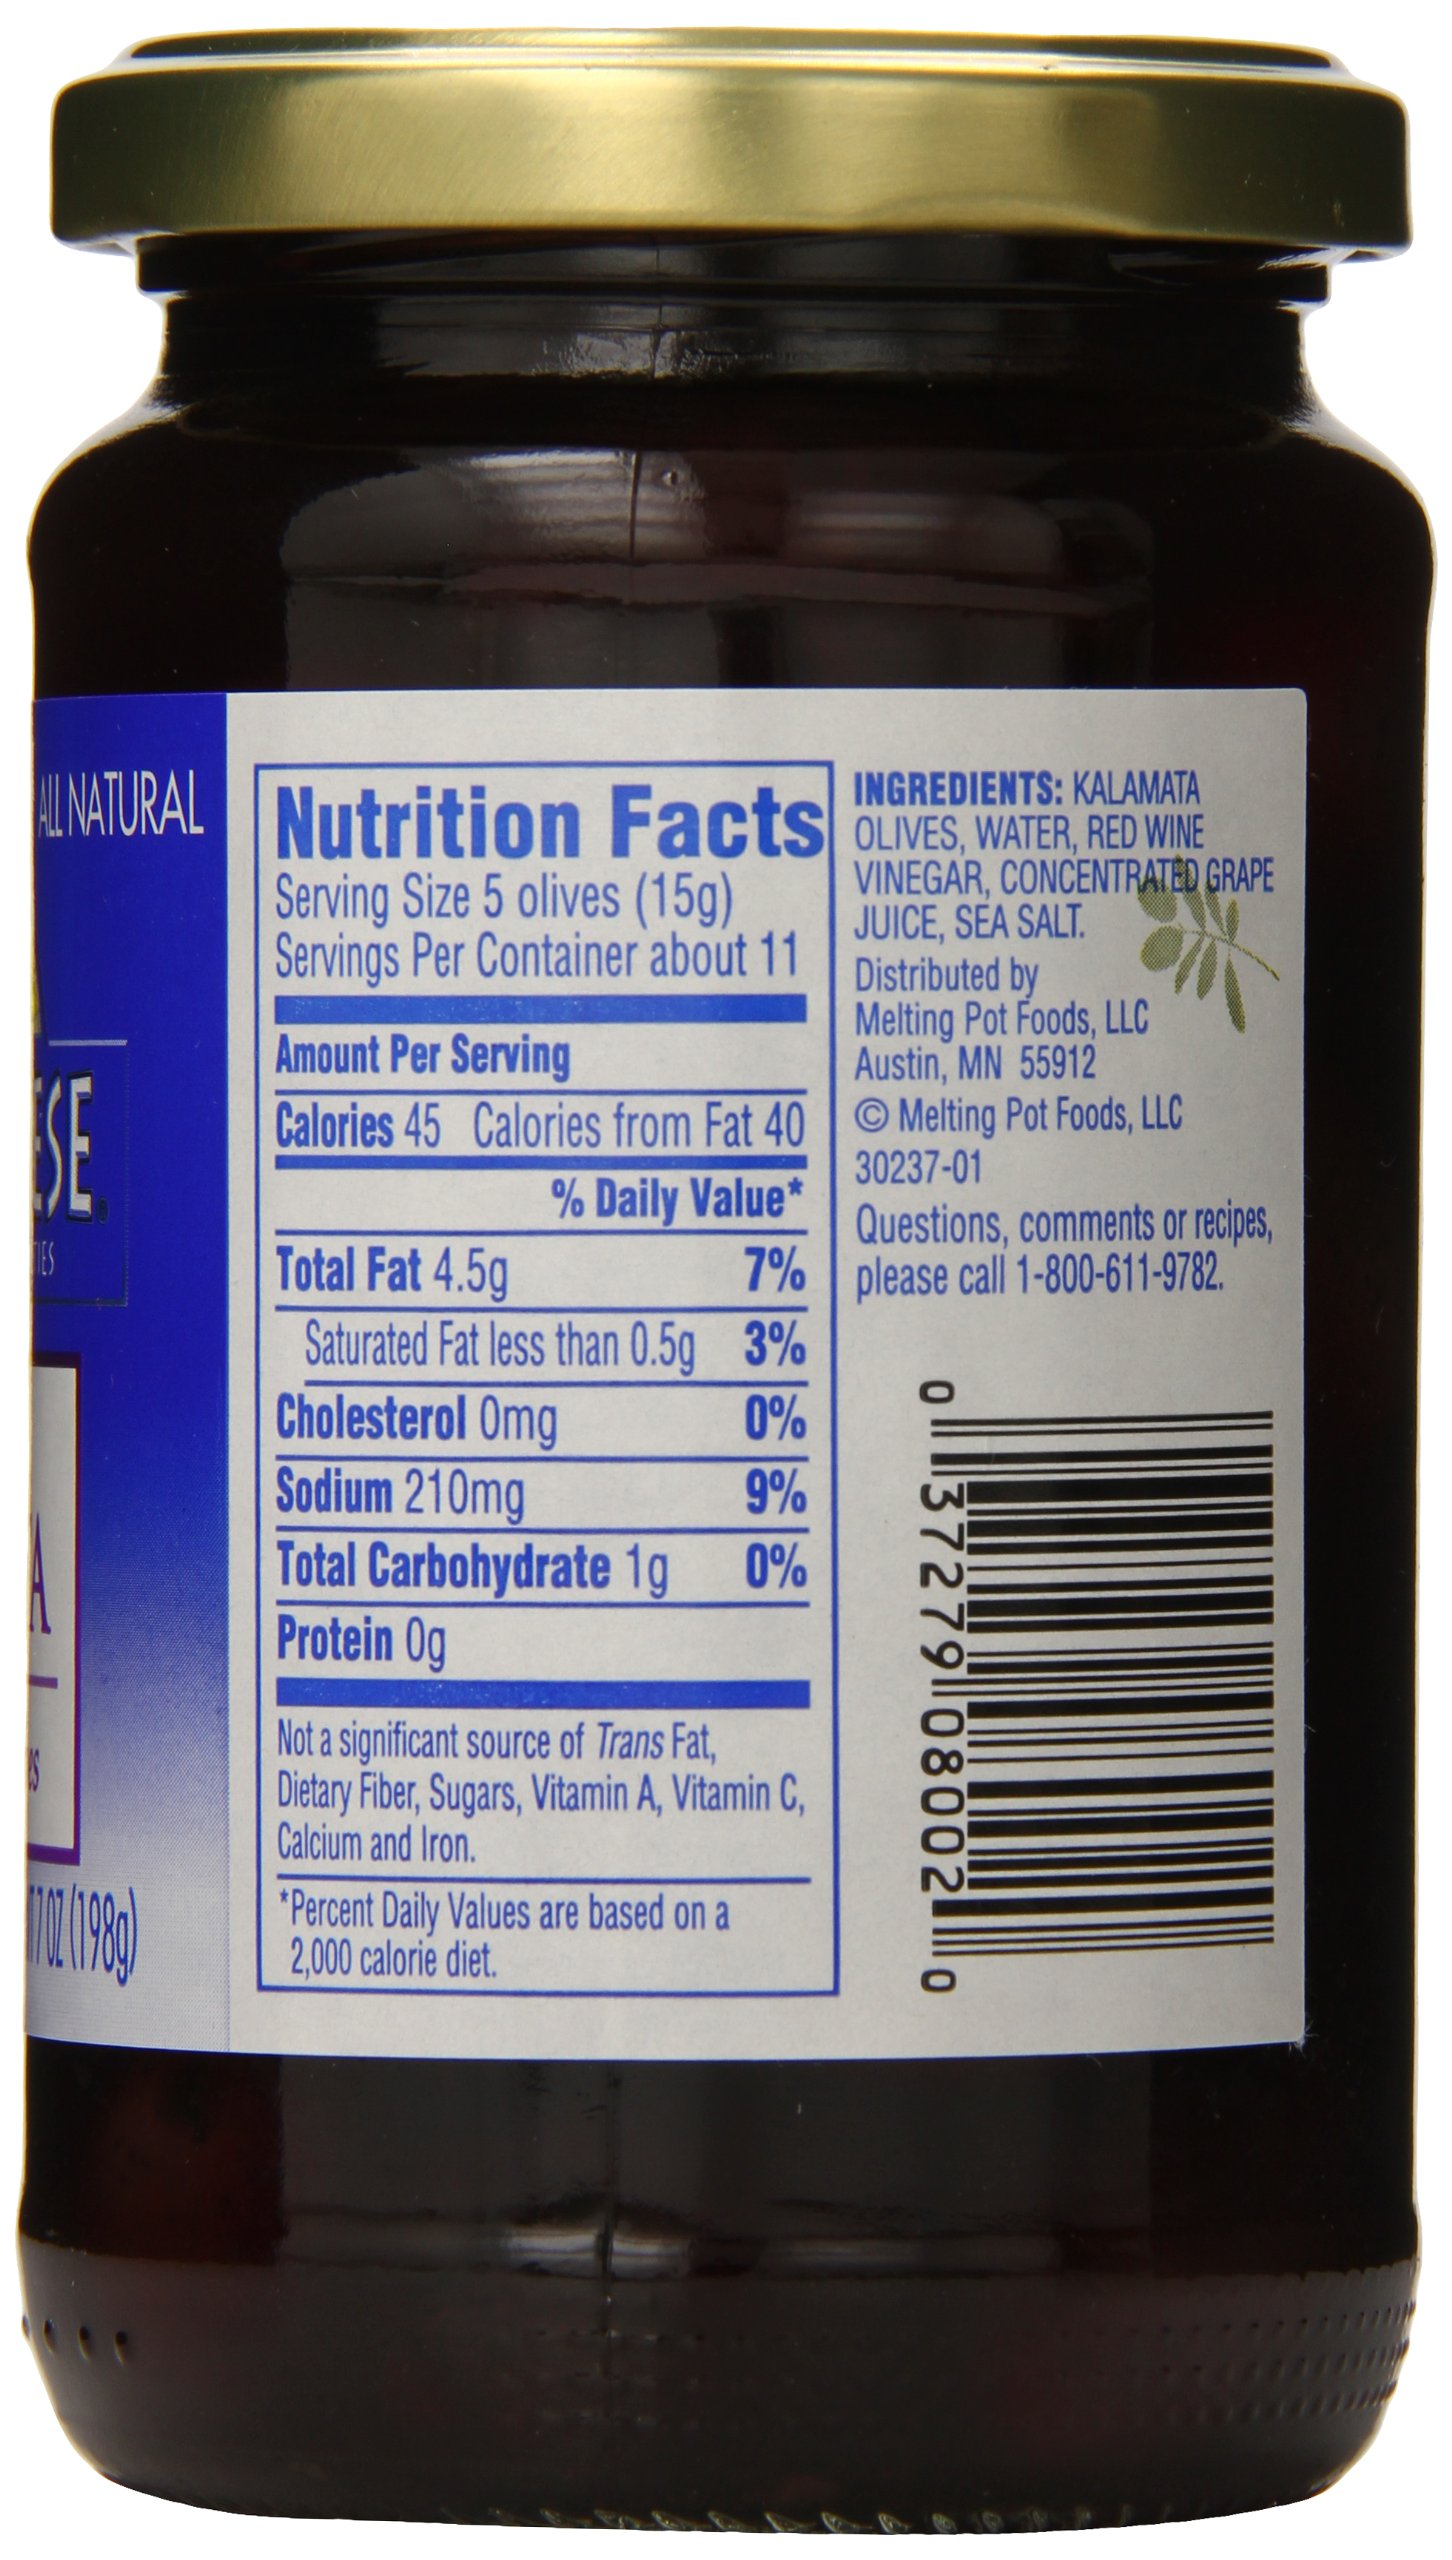 ALL NATURAL
ESE®
TIES
A
es
7 OZ (198g)
Nutrition Facts
Serving Size 5 olives (15g)
Servings Per Container about 11
Amount Per Serving
Calories 45 Calories from Fat 40
% Daily Value*
Total Fat 4.5g 7%
Saturated Fat less than 0.5g 3%
Cholesterol 0mg 0%
Sodium 210mg 9%
Total Carbohydrate 1g 0%
Protein 0g
Not a significant source of Trans Fat,
Dietary Fiber, Sugars, Vitamin A, Vitamin C,
Calcium and Iron.
*Percent Daily Values are based on a
2,000 calorie diet.
INGREDIENTS: KALAMATA
OLIVES, WATER, RED WINE
VINEGAR, CONCENTRATED GRAPE
JUICE, SEA SALT.
Distributed by
Melting Pot Foods, LLC
Austin, MN 55912
© Melting Pot Foods, LLC
30237-01
Questions, comments or recipes,
please call 1-800-611-9782.
0 37279 08002 0